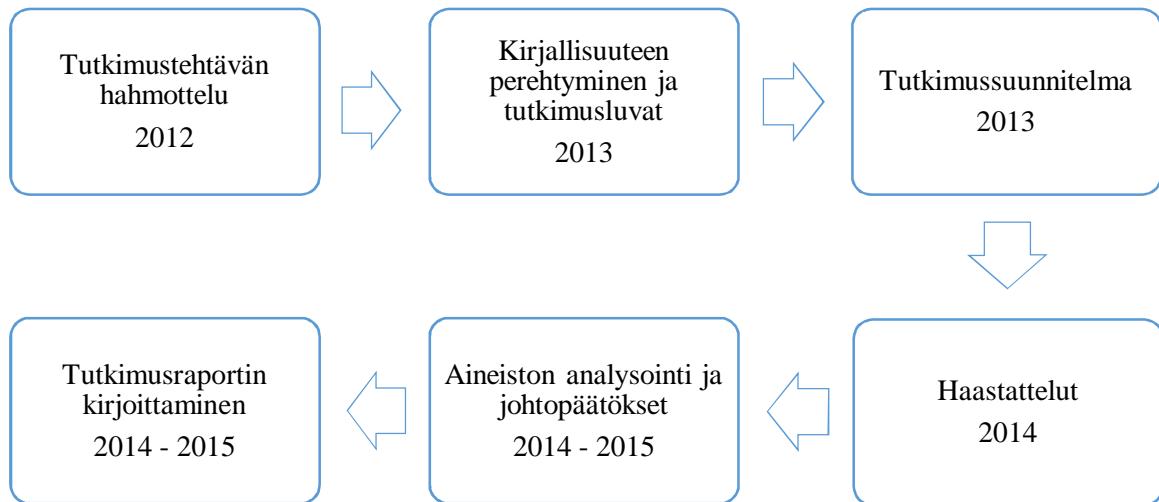 Tutkimustehtävän
hahmottelu
2012
Kirjallisuuteen
perehtyminen ja
tutkimusluvat
2013
Tutkimussuunnitelma
2013
Haastattelut
2014
Aineiston analysointi ja
johtopäätökset
2014 - 2015
Tutkimusraportin
kirjoittaminen
2014 - 2015